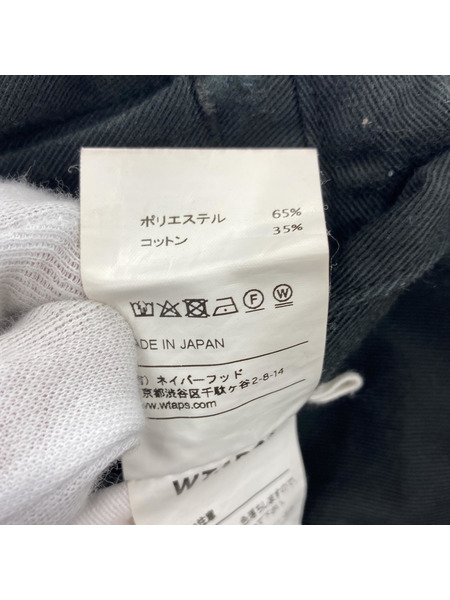 ポリエステル 65%
コットン 35%
F W
ADE IN JAPAN
ネイバーフッド
京都渋谷区千駄ケ谷2-8-14
www.wtaps.com